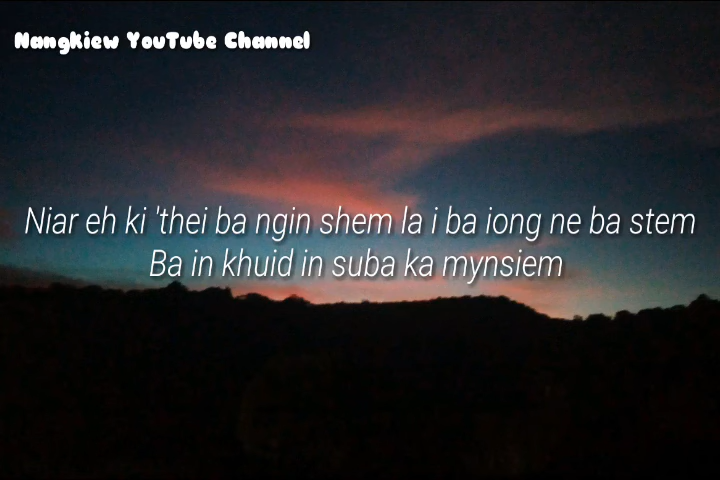 Nangkiew YouTube Channel
Niar eh ki 'thei ba ngin shem la i ba iong ne ba stem
Ba in khuid in suba ka mynsiem